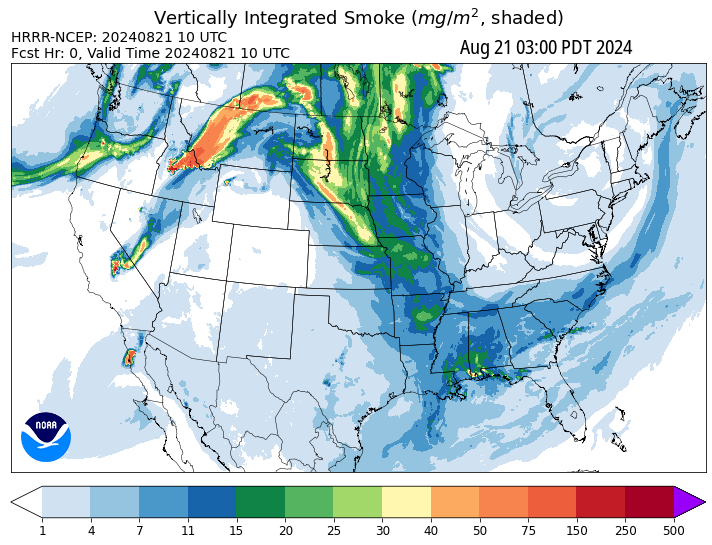 Vertically Integrated Smoke (mg/m², shaded)
HRRR-NCEP: 20240821 10 UTC
Fcst Hr: 0, Valid Time 20240821 10 UTC
Aug 21 03:00 PDT 2024
NOAA
1 4 7 11 15 20 25 30 40 50 75 150 250 500